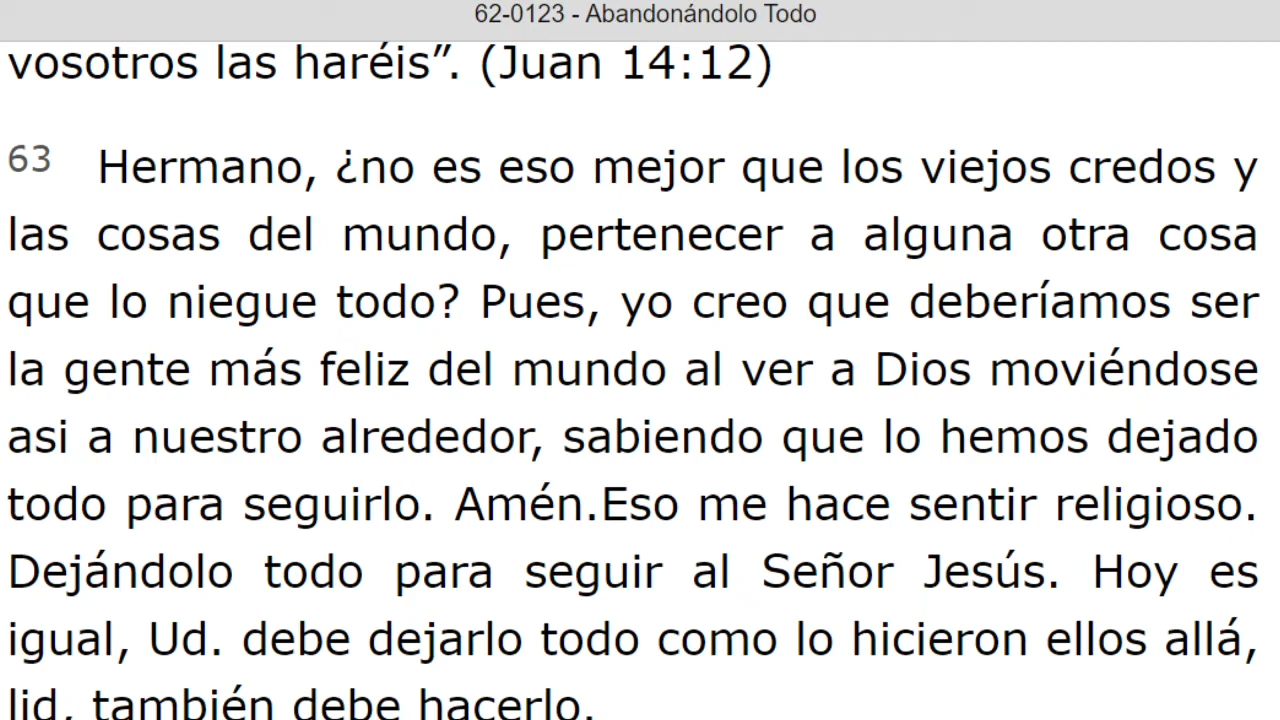 62-0123 - Abandonándolo Todo
vosotros las haréis”. (Juan 14:12)
63 Hermano, ¿no es eso mejor que los viejos credos y
las cosas del mundo, pertenecer a alguna otra cosa
que lo niegue todo? Pues, yo creo que deberíamos ser
la gente más feliz del mundo al ver a Dios moviéndose
asi a nuestro alrededor, sabiendo que lo hemos dejado
todo para seguirlo. Amén.Eso me hace sentir religioso.
Dejándolo todo para seguir al Señor Jesús. Hoy es
igual, Ud. debe dejarlo todo como lo hicieron ellos allá,
también debe hacerlo.